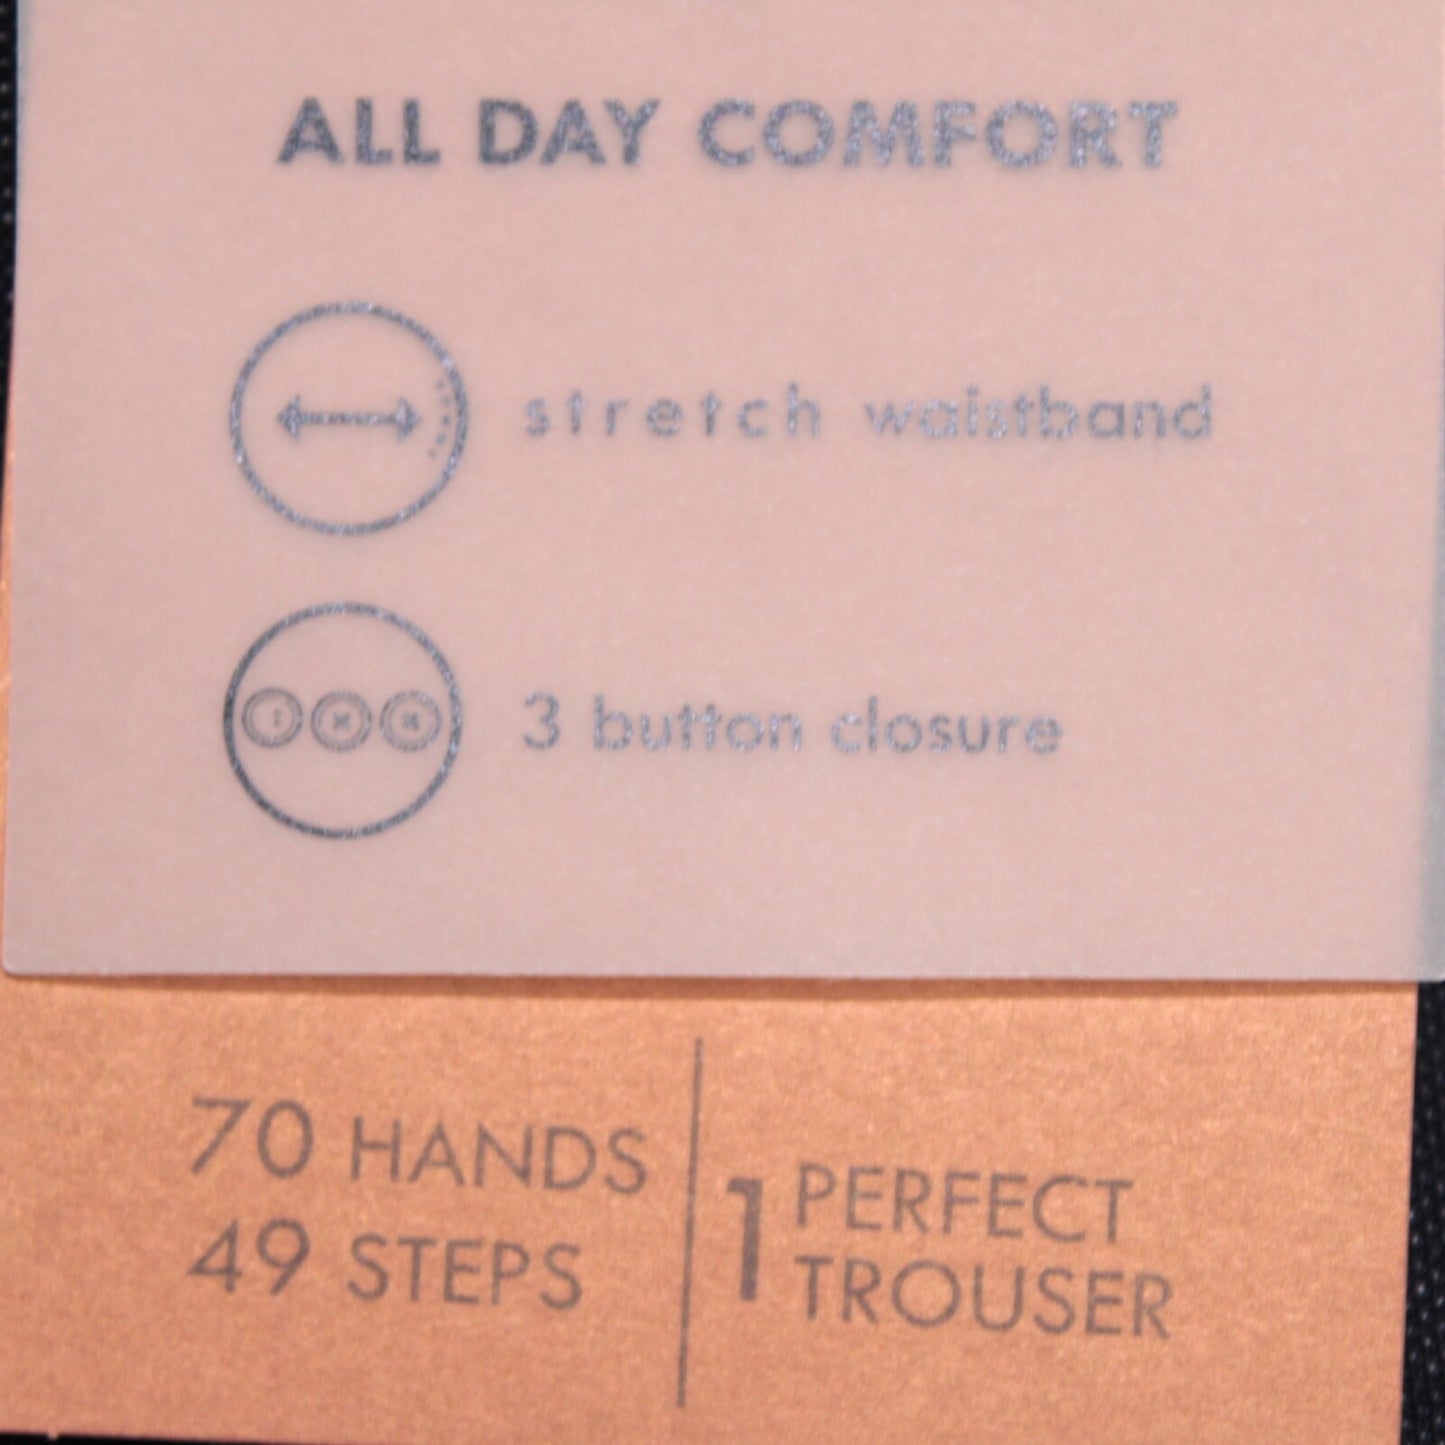 ALL DAY COMFORT
stretch waistband
3 button closure
70 HANDS
49 STEPS
1 PERFECT
TROUSER